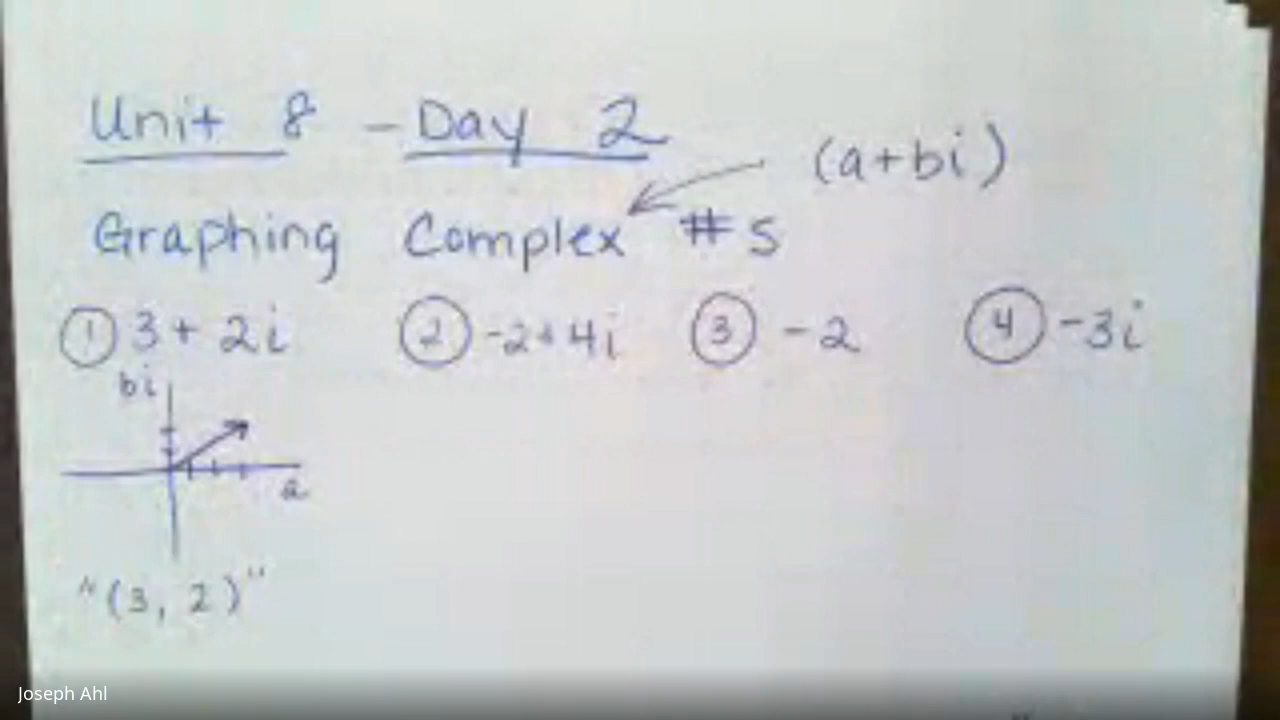 Unit 8 - Day 2
(a+bi)
Graphing Complex #s
① 3 + 2i ② -2+4i ③ -2 ④ -3i
bi
a
"(3, 2)"
Joseph Ahl